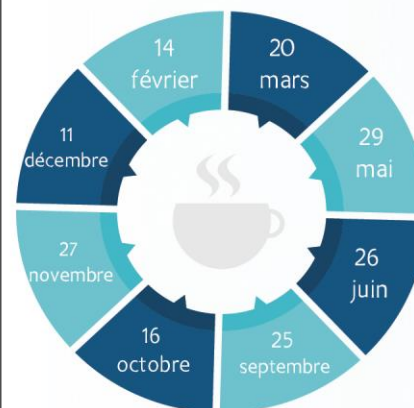 14
février
20
mars
29
mai
26
juin
25
septembre
16
octobre
27
novembre
11
décembre